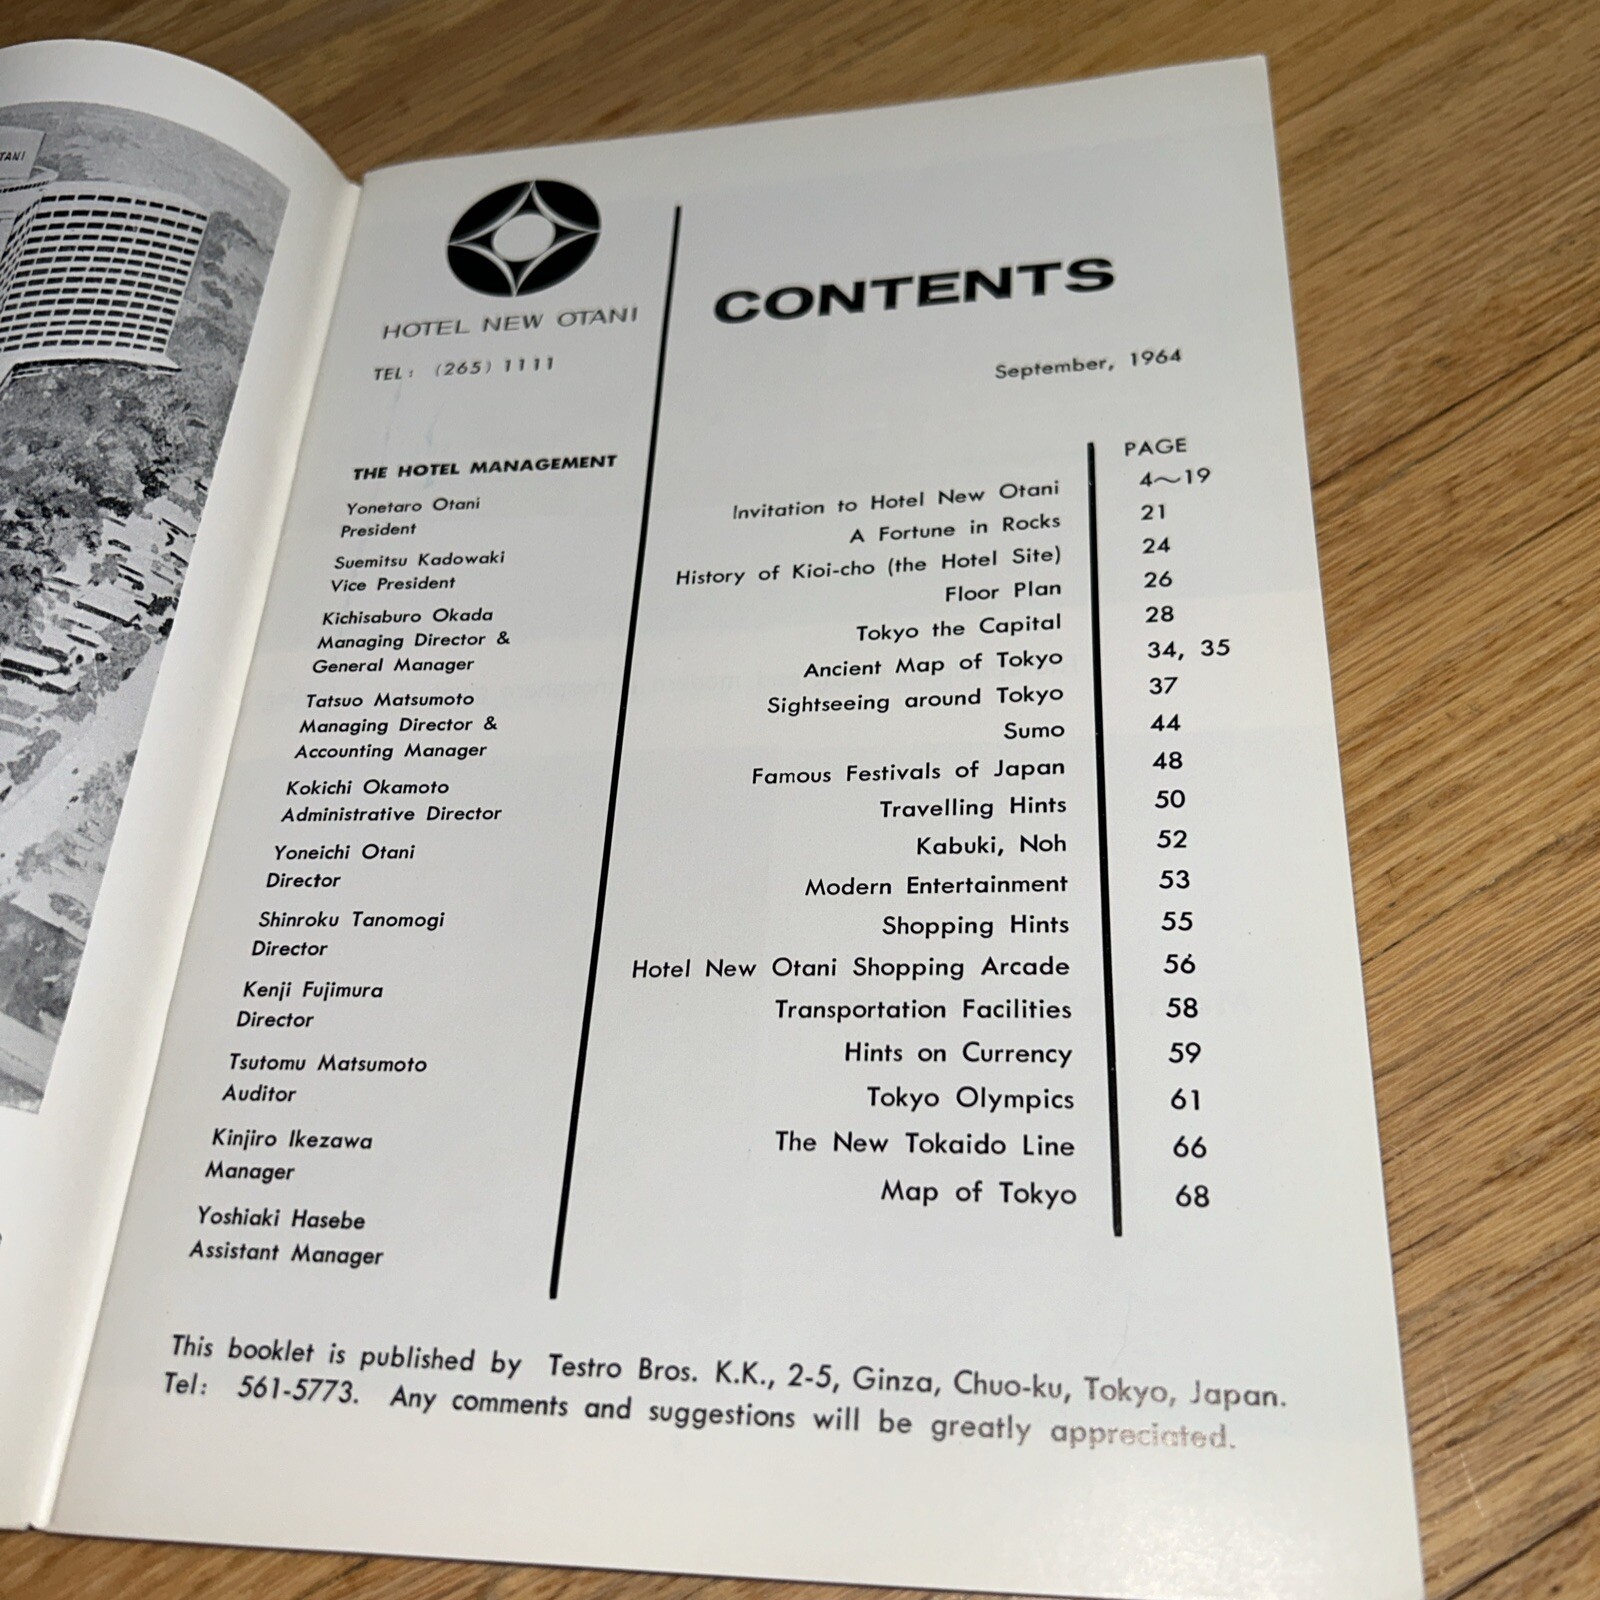 HOTEL NEW OTANI
TEL: (265) 1111
THE HOTEL MANAGEMENT
Yonetaro Otani
President
Suemitsu Kadowaki
Vice President
Kichisaburo Okada
Managing Director &
General Manager
Tatsuo Matsumoto
Managing Director &
Accounting Manager
Kokichi Okamoto
Administrative Director
Yoneichi Otani
Director
Shinroku Tanomogi
Director
Kenji Fujimura
Director
Tsutomu Matsumoto
Auditor
Kinjiro Ikezawa
Manager
Yoshiaki Hasebe
Assistant Manager
CONTENTS
September, 1964
PAGE
Invitation to Hotel New Otani 4~19
A Fortune in Rocks 21
History of Kioi-cho (the Hotel Site) 24
Floor Plan 26
Tokyo the Capital 28
Ancient Map of Tokyo 34, 35
Sightseeing around Tokyo 37
Sumo 44
Famous Festivals of Japan 48
Travelling Hints 50
Kabuki, Noh 52
Modern Entertainment 53
Shopping Hints 55
Hotel New Otani Shopping Arcade 56
Transportation Facilities 58
Hints on Currency 59
Tokyo Olympics 61
The New Tokaido Line 66
Map of Tokyo 68
This booklet is published by Testro Bros. K.K., 2-5, Ginza, Chuo-ku, Tokyo, Japan.
Tel: 561-5773. Any comments and suggestions will be greatly appreciated.